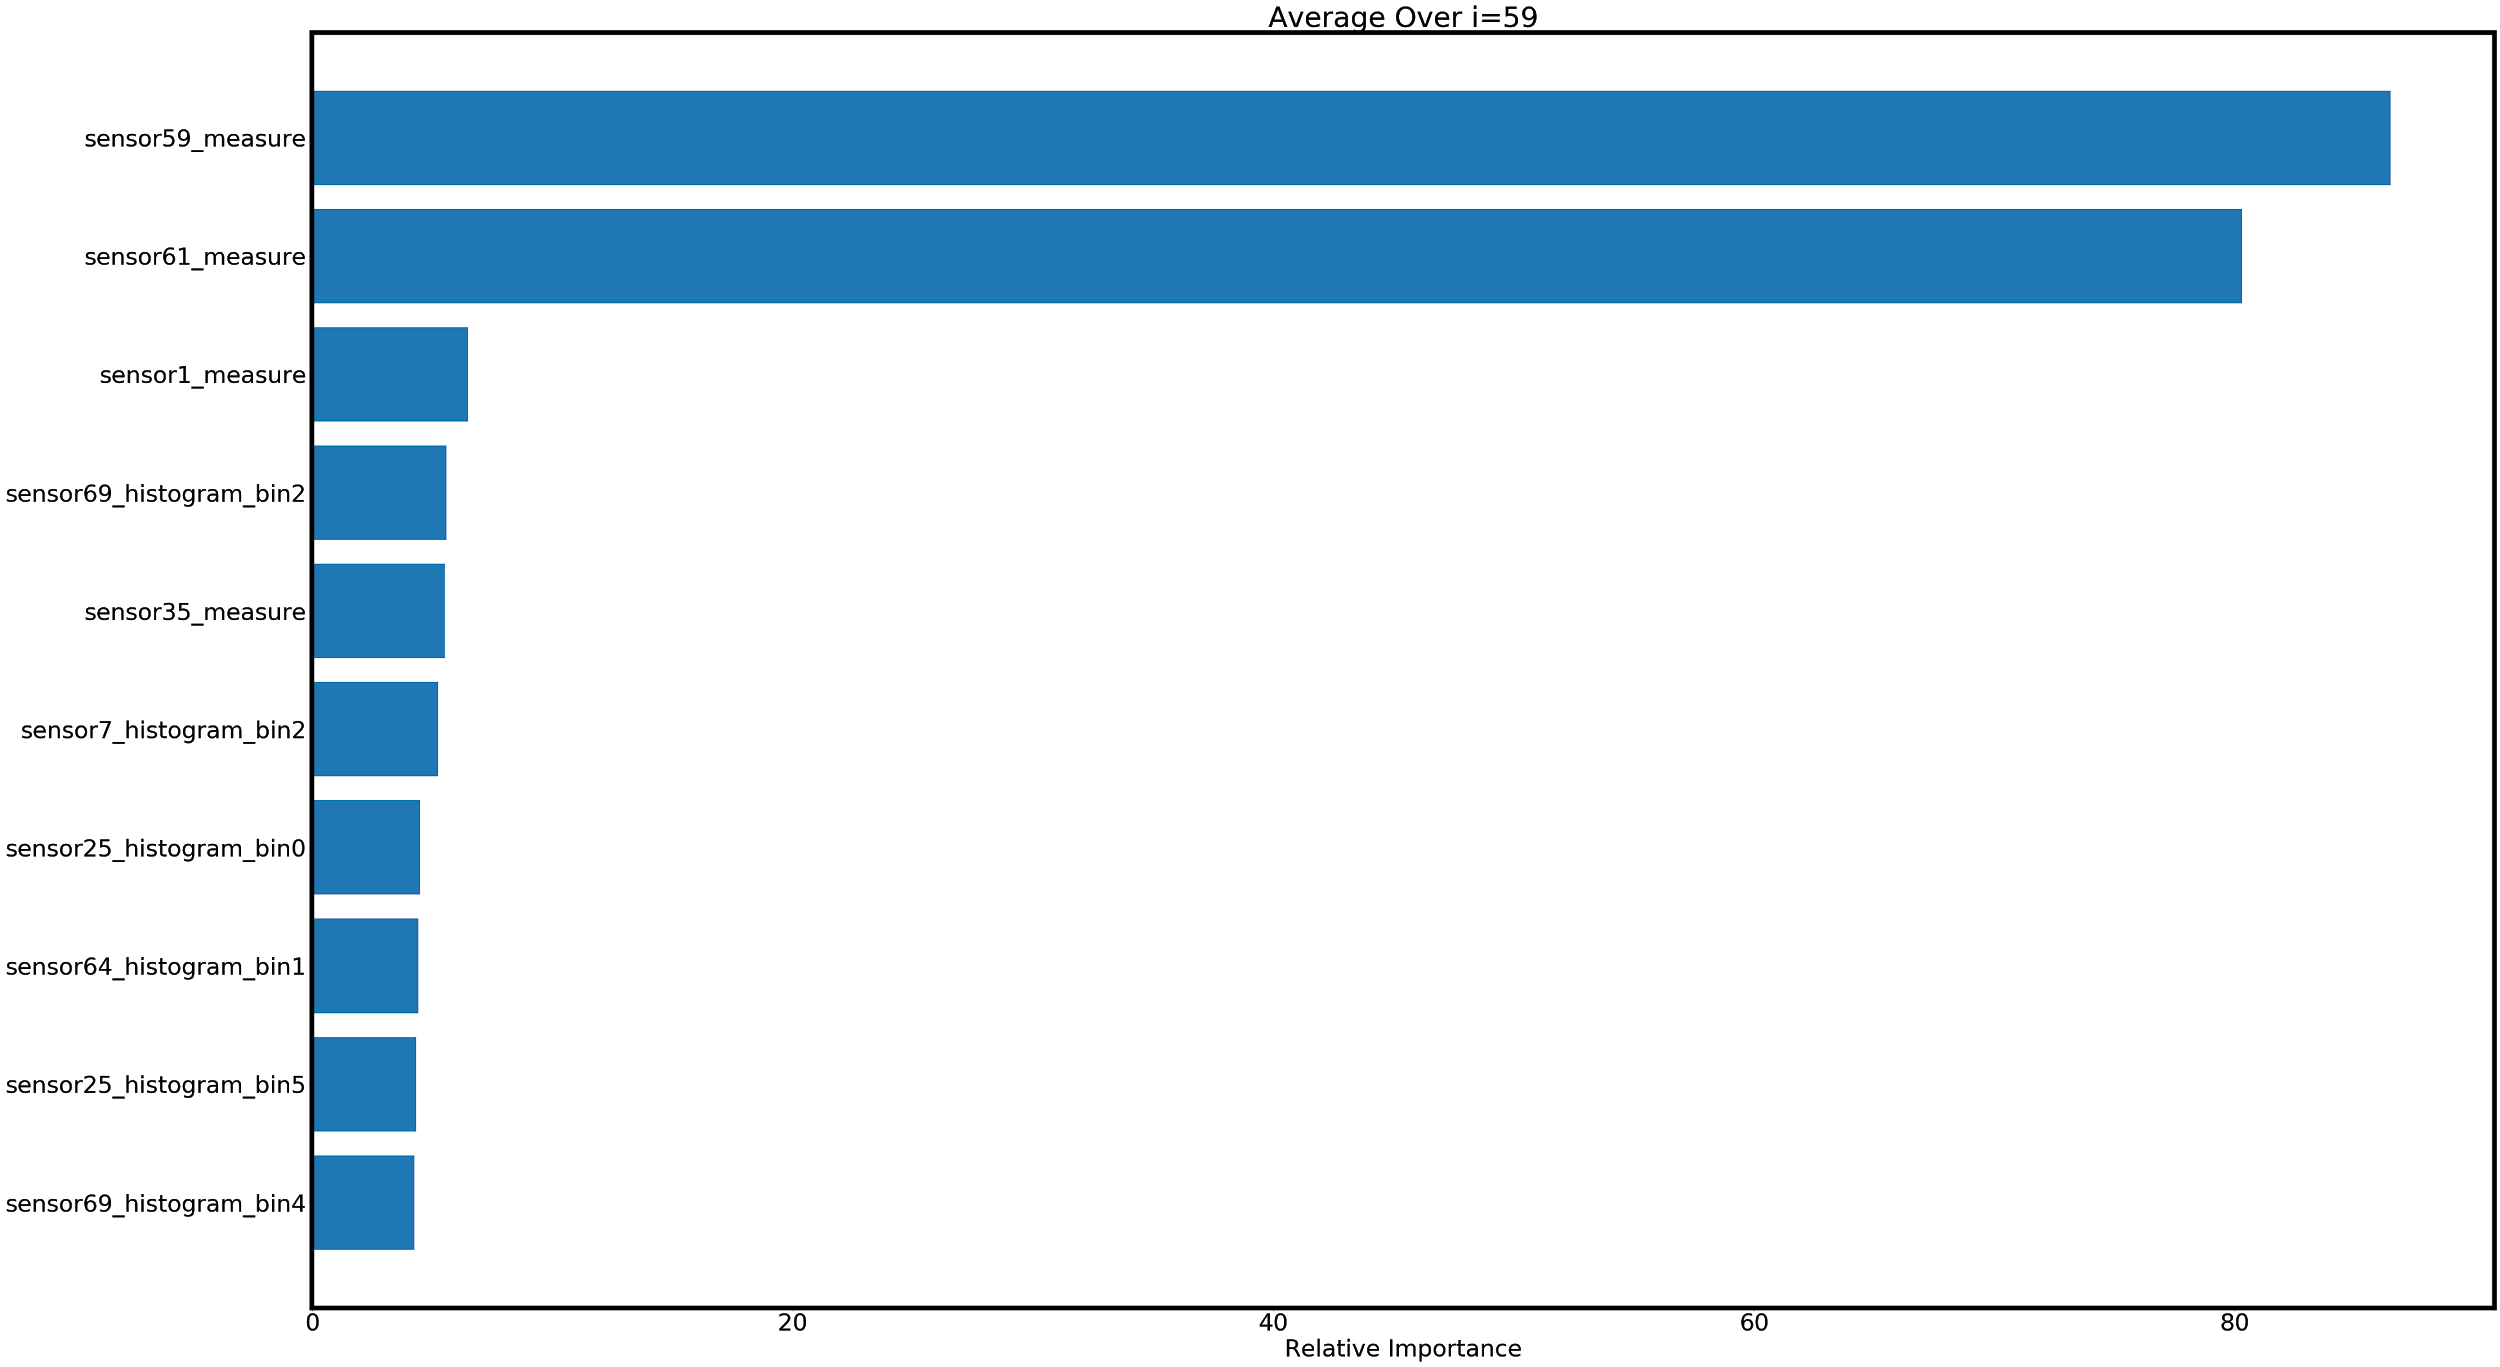 Average Over i=59
sensor59_measure
sensor61_measure
sensor1_measure
sensor69_histogram_bin2
sensor35_measure
sensor7_histogram_bin2
sensor25_histogram_bin0
sensor64_histogram_bin1
sensor25_histogram_bin5
sensor69_histogram_bin4
0 20 40 60 80
Relative Importance